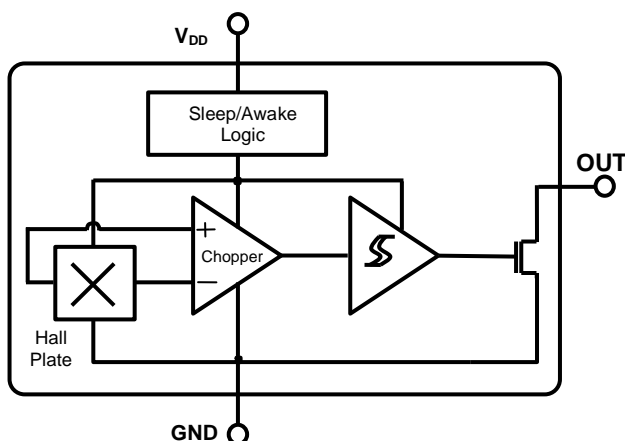 VDD
Sleep/Awake
Logic
OUT
+
Chopper
−
Hall
Plate
GND